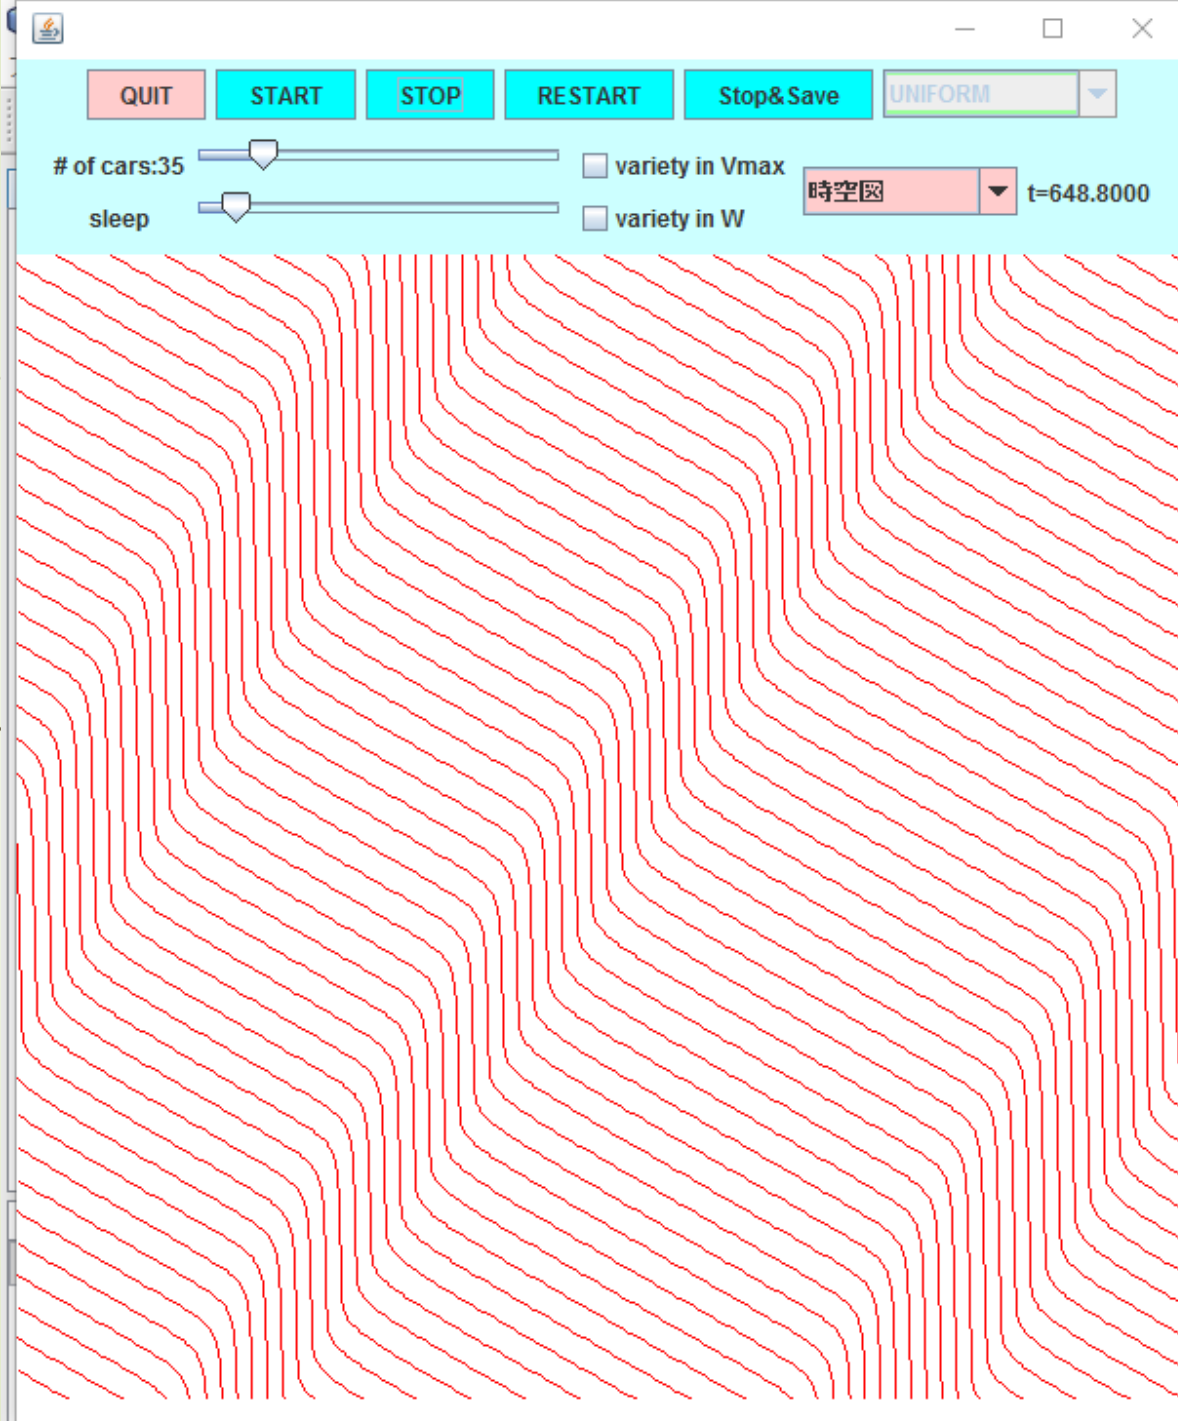 QUIT START STOP RESTART Stop&Save UNIFORM
# of cars:35 variety in Vmax
時空図 t=648.8000
sleep variety in W